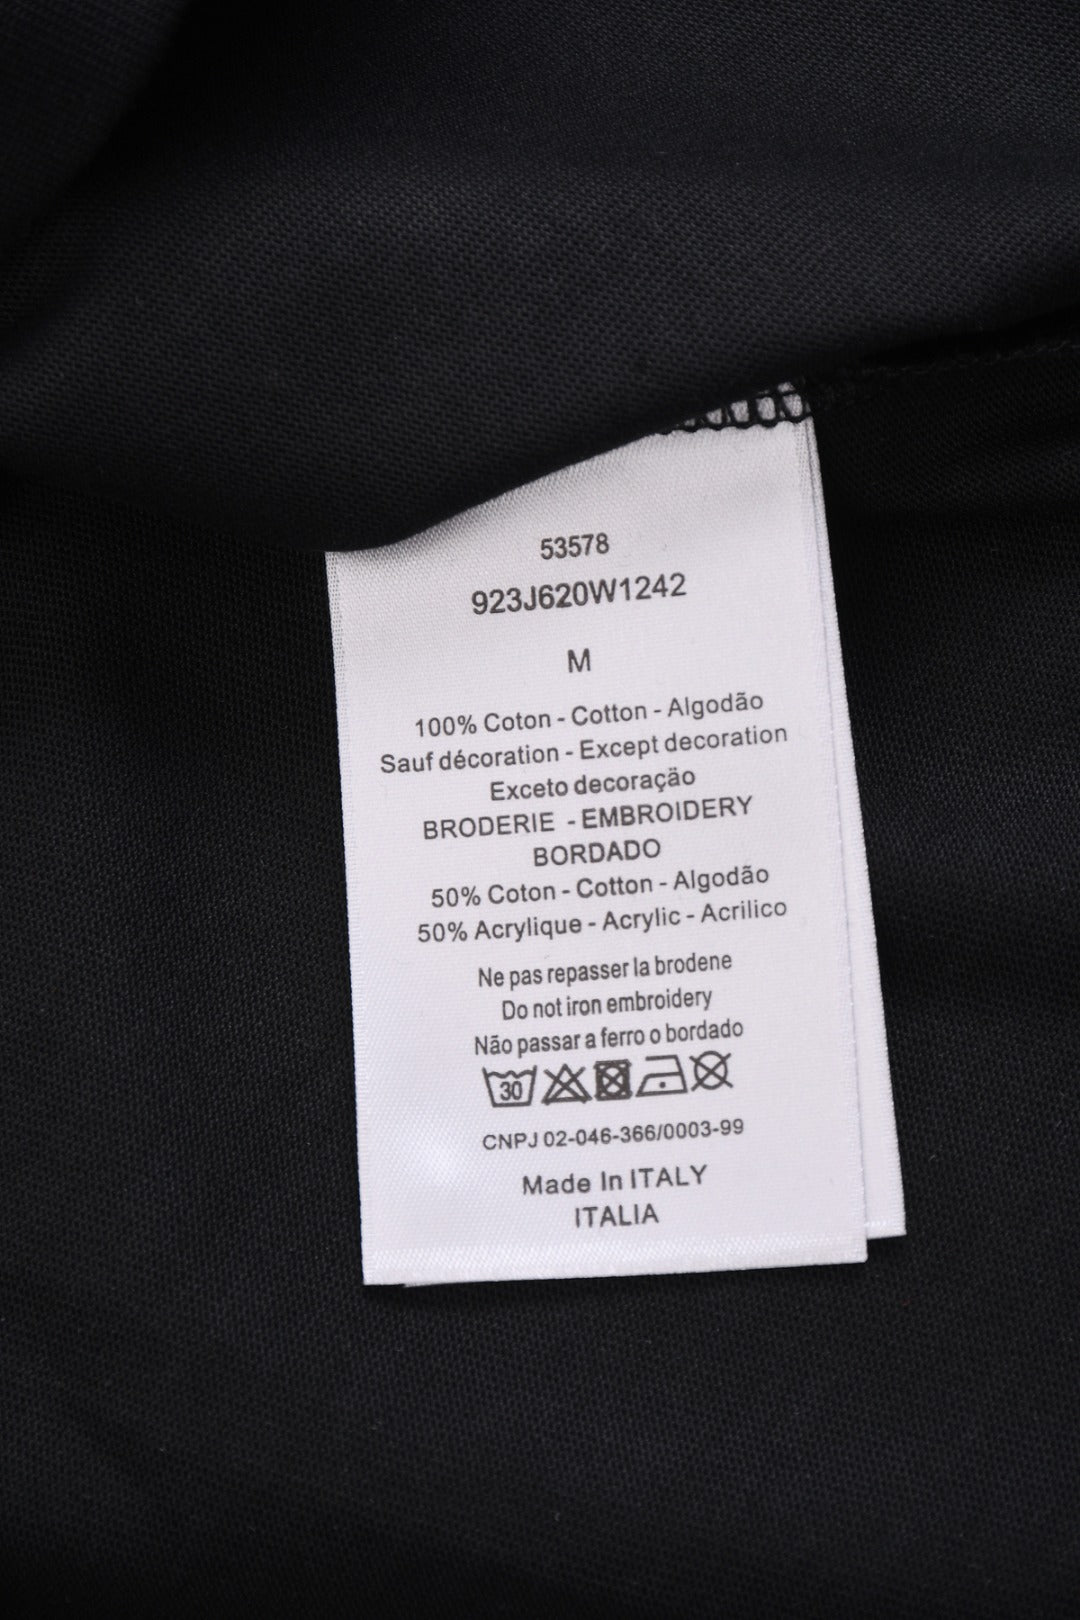 53578
923J620W1242
M
100% Coton - Cotton - Algodão
Sauf décoration - Except decoration
Exceto decoração
BRODERIE - EMBROIDERY
BORDADO
50% Coton - Cotton - Algodão
50% Acrylique - Acrylic - Acrilico
Ne pas repasser la brodene
Do not iron embroidery
Não passar a ferro o bordado
30
CNPJ 02-046-366/0003-99
Made In ITALY
ITALIA